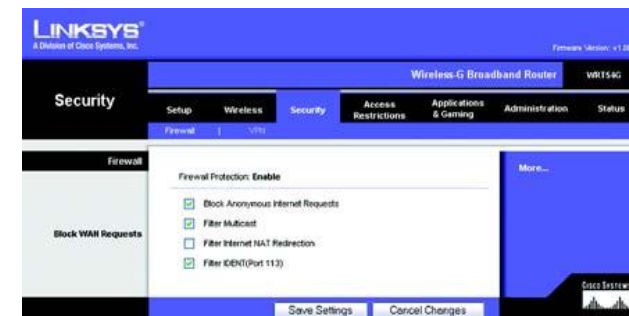 LINKSYS®
A Division of Cisco Systems, Inc.
Firmware Version: v1.00
Wireless-G Broadband Router WRT54G
Security
Setup Wireless Security Access Restrictions Applications & Gaming Administration Status
Firewall | VPN
Firewall
Firewall Protection: Enable
More...
Block WAN Requests
Block Anonymous Internet Requests
Filter Multicast
Filter Internet NAT Redirection
Filter IDENT(Port 113)
Save Settings Cancel Changes
CISCO SYSTEMS